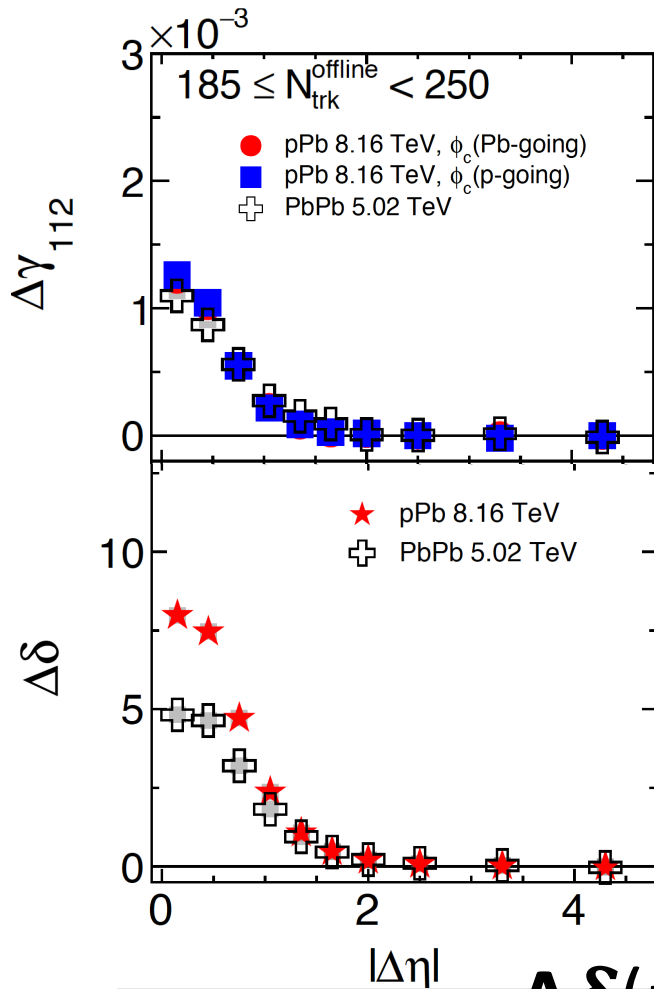 ×10⁻³
3
185 ≤ N_trk^offline < 250
pPb 8.16 TeV, ϕ_c(Pb-going)
pPb 8.16 TeV, ϕ_c(p-going)
PbPb 5.02 TeV
2
Δγ_112
1
0
pPb 8.16 TeV
PbPb 5.02 TeV
10
Δδ
5
0
0 2 4
|Δη|